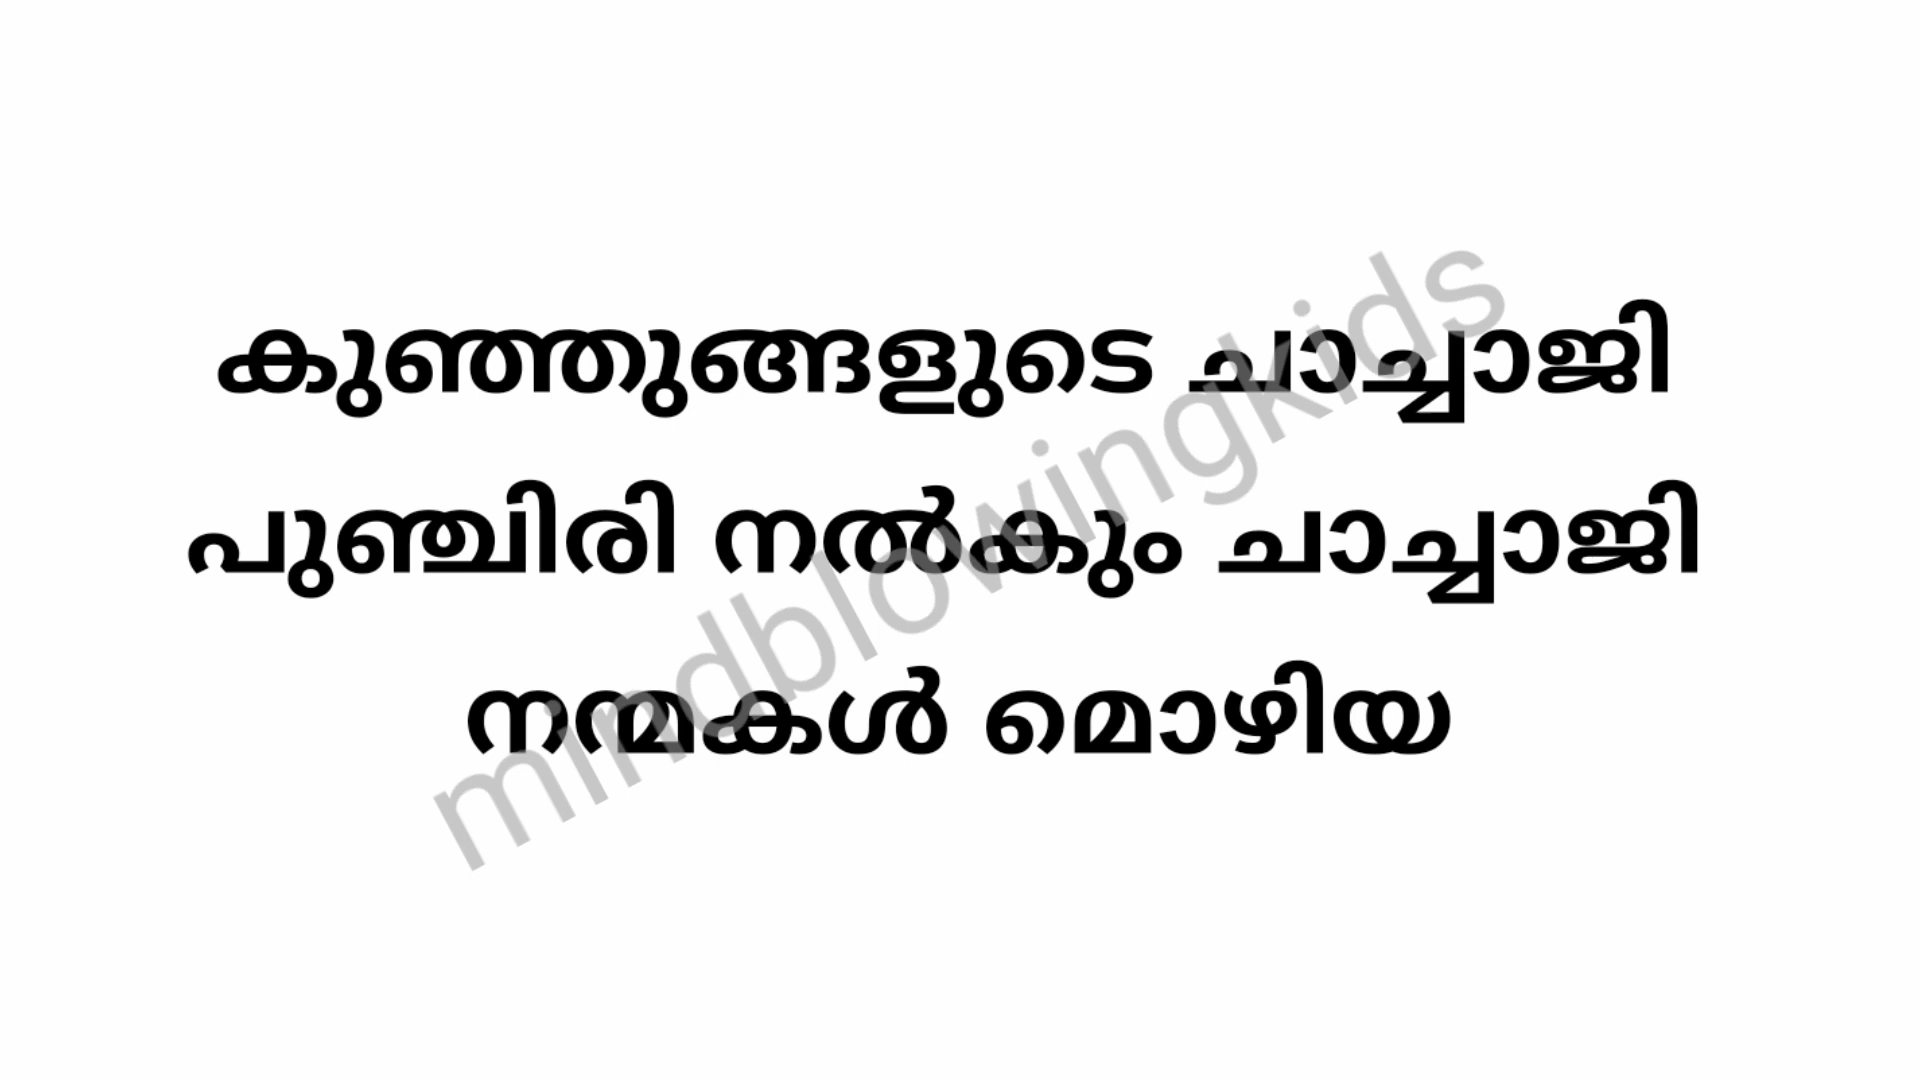 കുഞ്ഞുങ്ങളുടെ ചാച്ചാജി
പുഞ്ചിരി നൽകും ചാച്ചാജി
നന്മകൾ മൊഴിയ
mindblowingkids